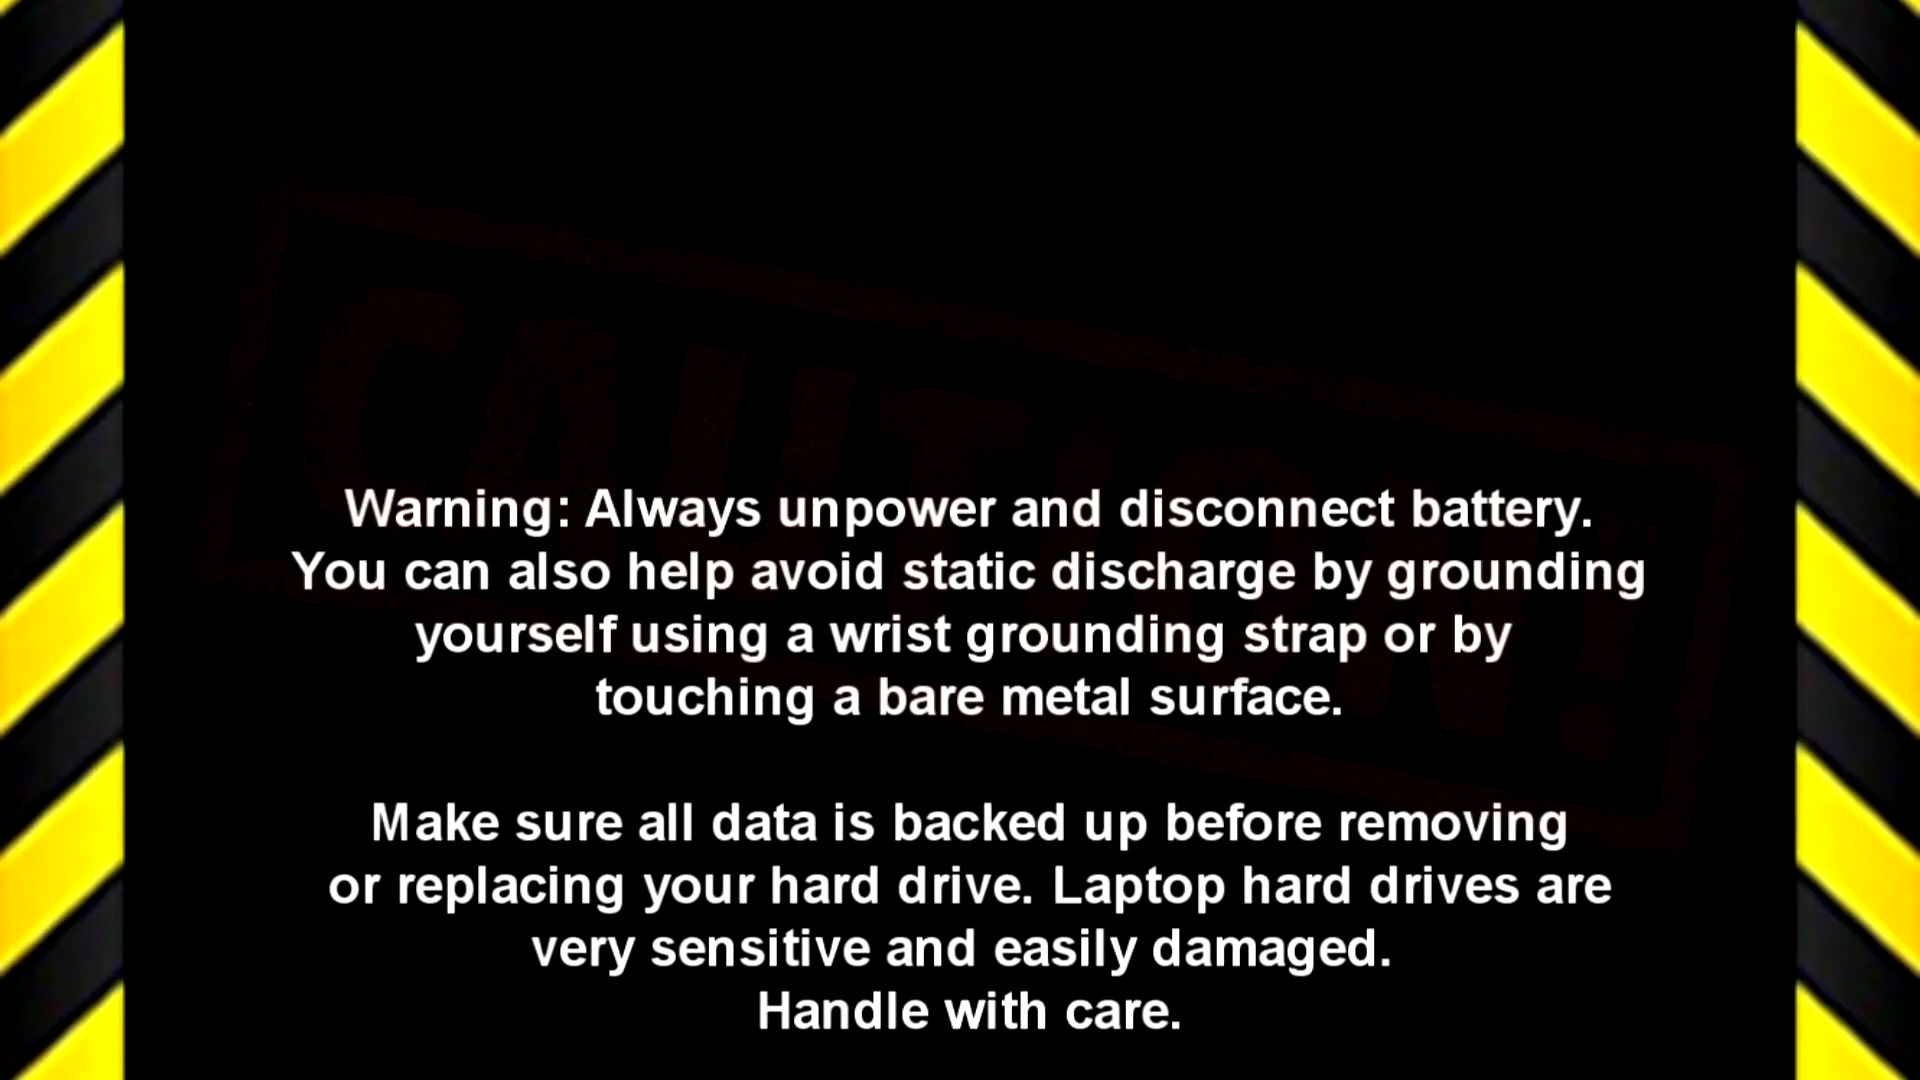 CAUTION!
Warning: Always unpower and disconnect battery.
You can also help avoid static discharge by grounding
yourself using a wrist grounding strap or by
touching a bare metal surface.
Make sure all data is backed up before removing
or replacing your hard drive. Laptop hard drives are
very sensitive and easily damaged.
Handle with care.